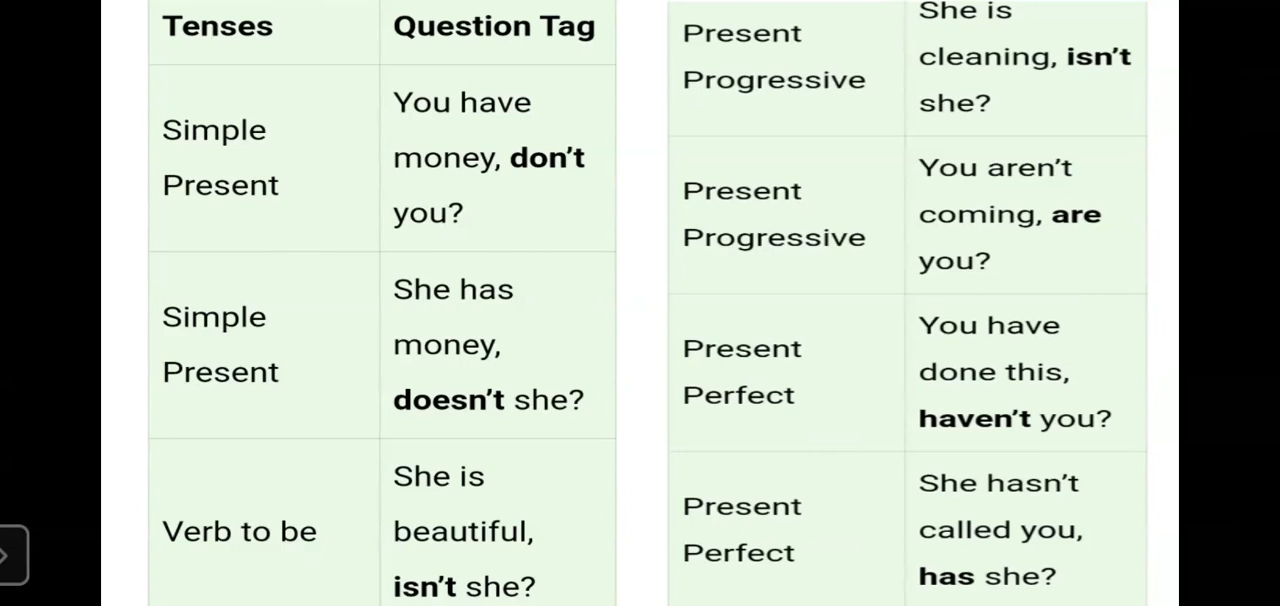 Tenses
Question Tag
Simple
Present
You have
money, don't
you?
Simple
Present
She has
money,
doesn't she?
Verb to be
She is
beautiful,
isn't she?
Present
Progressive
She is
cleaning, isn't
she?
Present
Progressive
You aren't
coming, are
you?
Present
Perfect
You have
done this,
haven't you?
Present
Perfect
She hasn't
called you,
has she?